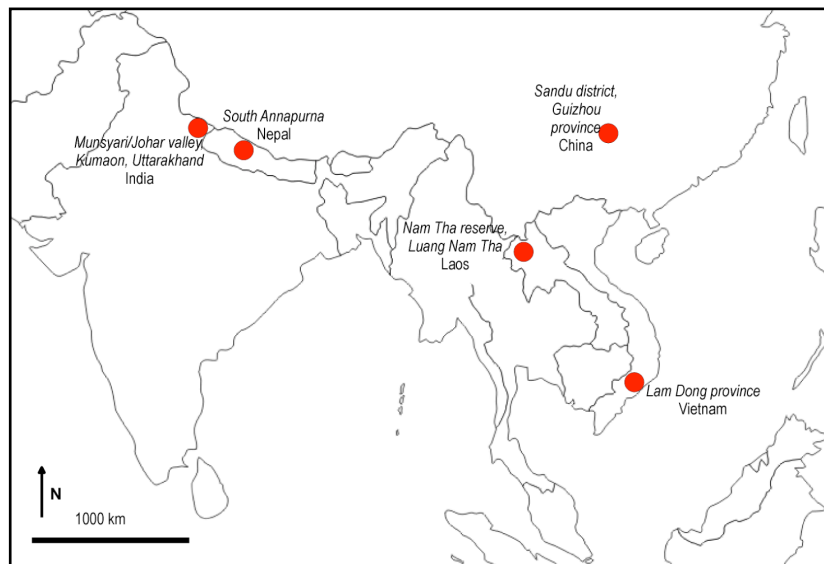 Sandu district,
Guizhou
province
China
South Annapurna
Nepal
Munsyari/Johar valley,
Kumaon, Uttarakhand
India
Nam Tha reserve,
Luang Nam Tha
Laos
Lam Dong province
Vietnam
N
1000 km